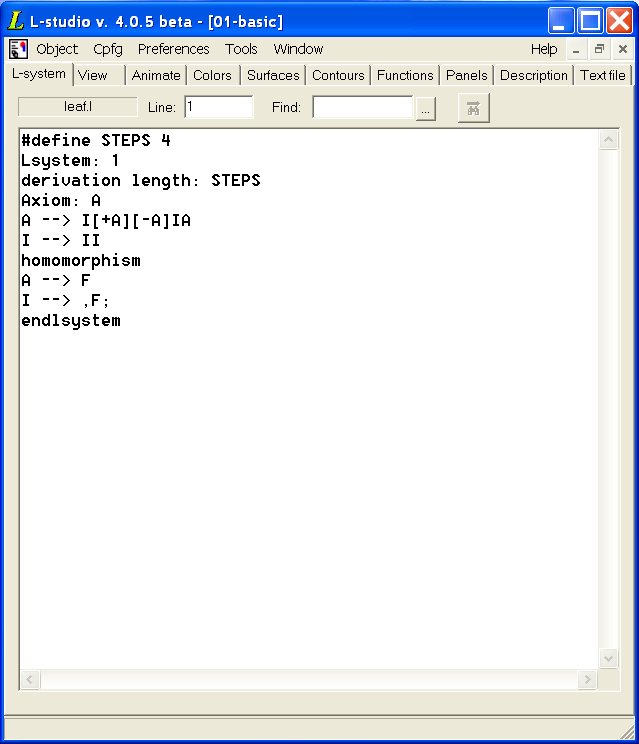 L-studio v. 4.0.5 beta - [01-basic]
Object Cpfg Preferences Tools Window Help
L-system View Animate Colors Surfaces Contours Functions Panels Description Text file
leaf.l Line: 1 Find: ...
#define STEPS 4
Lsystem: 1
derivation length: STEPS
Axiom: A
A --> I[+A][-A]IA
I --> II
homomorphism
A --> F
I --> ,F;
endlsystem